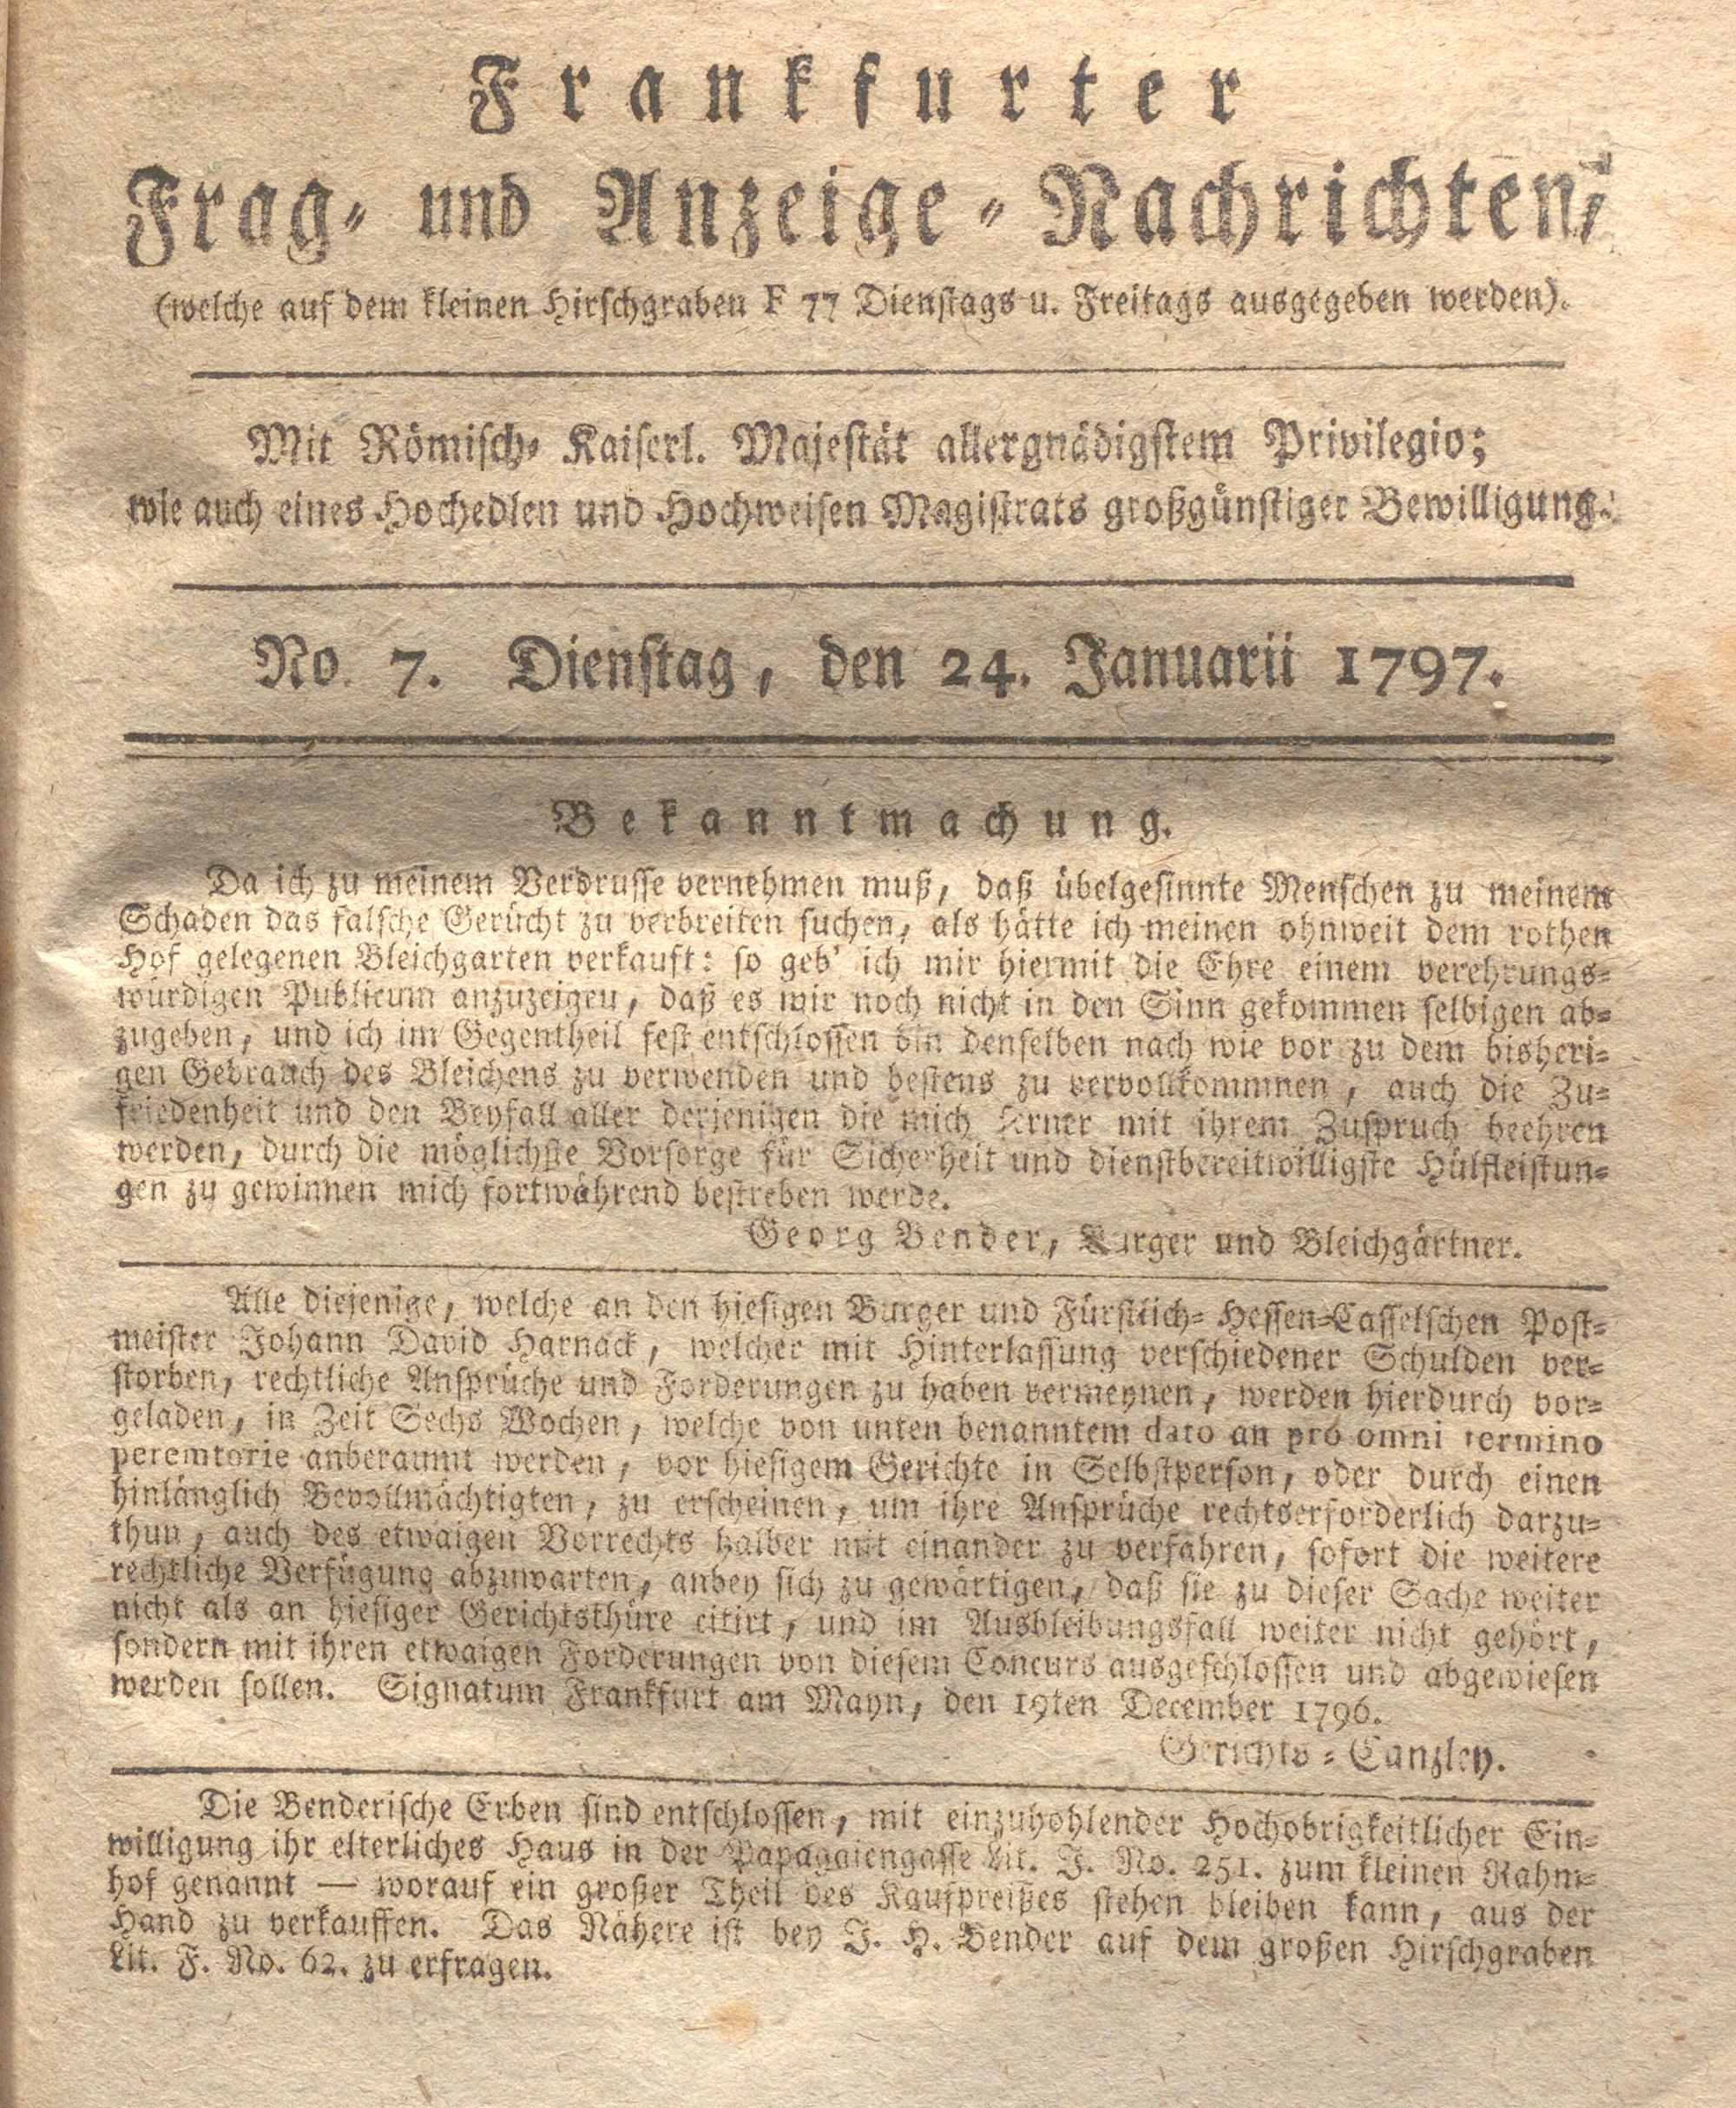 Frankfurter
Frag- und Anzeige-Nachrichten,
(welche auf dem kleinen Hirschgraben F 77 Dienstags u. Freitags ausgegeben werden).
Mit Römisch- Kaiserl. Majestät allergnädigstem Privilegio;
wie auch eines Hochedlen und Hochweisen Magistrats großgünstiger Bewilligung.
No. 7. Dienstag, den 24. Januarii 1797.
Bekanntmachung.
Da ich zu meinem Verdrusse vernehmen muß, daß übelgesinnte Menschen zu meinem
Schaden das falsche Gerücht zu verbreiten suchen, als hätte ich meinen ohnweit dem rothen
Hof gelegenen Bleichgarten verkauft: so geb' ich mir hiermit die Ehre einem verehrungs-
würdigen Publicum anzuzeigen, daß es mir noch nicht in den Sinn gekommen selbigen ab-
zugeben, und ich im Gegentheil fest entschlossen bin denselben nach wie vor zu dem bisheri-
gen Gebrauch des Bleichens zu verwenden und bestens zu vervollkommnen, auch die Zu-
friedenheit und den Beyfall aller derjenigen die mich ferner mit ihrem Zuspruch beehren
werden, durch die möglichste Vorsorge für Sicherheit und dienstbereitwilligste Hülfleistun-
gen zu gewinnen mich fortwährend bestreben werde.
Georg Bender, Burger und Bleichgärtner.
Alle diejenige, welche an den hiesigen Burger und Fürstlich- Hessen-Casselschen Post-
meister Johann David Harnack, welcher mit Hinterlassung verschiedener Schulden ver-
storben, rechtliche Ansprüche und Forderungen zu haben vermeynen, werden hierdurch vor-
geladen, in Zeit Sechs Wochen, welche von unten benanntem dato an pro omni termino
peremtorie anberaumt werden, vor hiesigem Gerichte in Selbstperson, oder durch einen
hinlänglich Bevollmächtigten, zu erscheinen, um ihre Ansprüche rechtserforderlich darzu-
thun, auch des etwaigen Vorrechts halber mit einander zu verfahren, sofort die weitere
rechtliche Verfügung abzuwarten, anbey sich zu gewärtigen, daß sie zu dieser Sache weiter
nicht als an hiesiger Gerichtsthüre citirt, und im Ausbleibungsfall weiter nicht gehört,
sondern mit ihren etwaigen Forderungen von diesem Concurs ausgeschlossen und abgewiesen
werden sollen. Signatum Frankfurt am Mayn, den 19ten December 1796.
Gerichts-Canzley.
Die Benderische Erben sind entschlossen, mit einzuhohlender Hochobrigkeitlicher Ein-
willigung ihr elterliches Haus in der Papagaiengasse Lit. J. No. 251. zum kleinen Rahm-
hof genannt — worauf ein großer Theil des Kaufpreißes stehen bleiben kann, aus der
Hand zu verkauffen. Das Nähere ist bey J. H. Bender auf dem großen Hirschgraben
Lit. F. No. 62. zu erfragen.